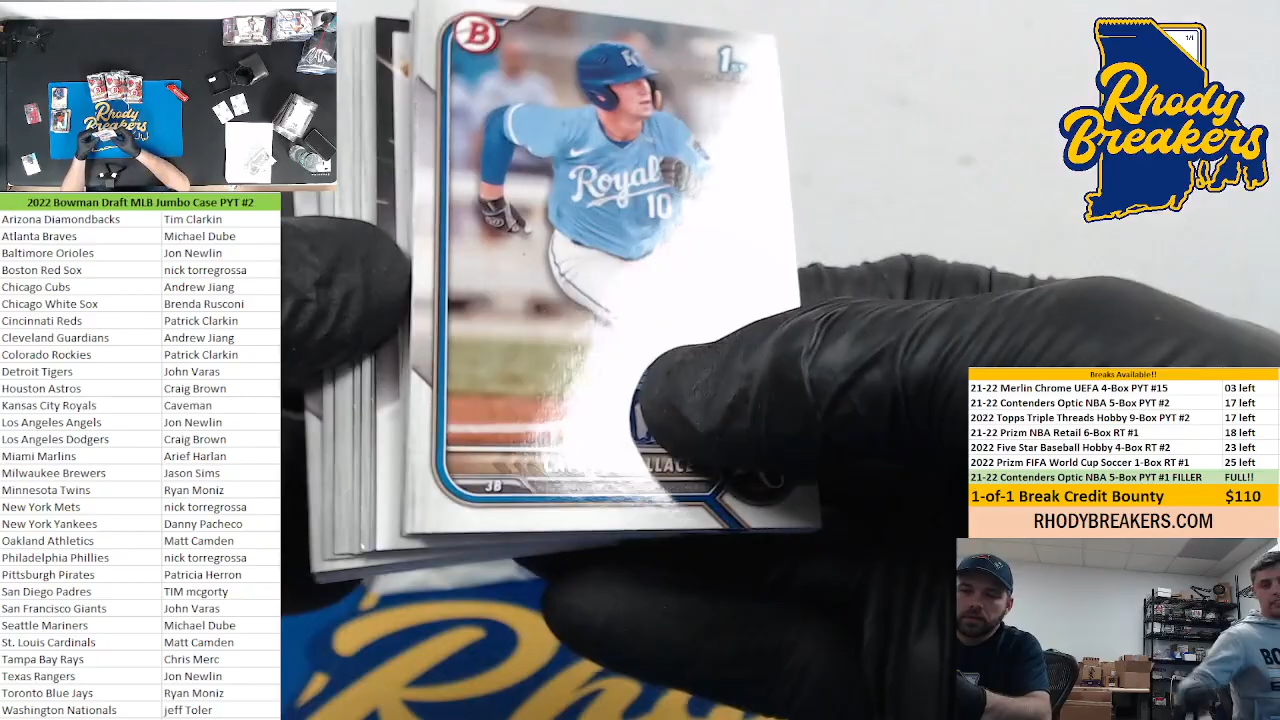 2022 Bowman Draft MLB Jumbo Case PYT #2
Arizona Diamondbacks Tim Clarkin
Atlanta Braves Michael Dube
Baltimore Orioles Jon Newlin
Boston Red Sox nick torregrossa
Chicago Cubs Andrew Jiang
Chicago White Sox Brenda Rusconi
Cincinnati Reds Patrick Clarkin
Cleveland Guardians Andrew Jiang
Colorado Rockies Patrick Clarkin
Detroit Tigers John Varas
Houston Astros Craig Brown
Kansas City Royals Caveman
Los Angeles Angels Jon Newlin
Los Angeles Dodgers Craig Brown
Miami Marlins Arief Harlan
Milwaukee Brewers Jason Sims
Minnesota Twins Ryan Moniz
New York Mets nick torregrossa
New York Yankees Danny Pacheco
Oakland Athletics Matt Camden
Philadelphia Phillies nick torregrossa
Pittsburgh Pirates Patricia Herron
San Diego Padres TIM mcgorty
San Francisco Giants John Varas
Seattle Mariners Michael Dube
St. Louis Cardinals Matt Camden
Tampa Bay Rays Chris Merc
Texas Rangers Jon Newlin
Toronto Blue Jays Ryan Moniz
Washington Nationals jeff Toler
Rhody
Breakers
B
1ST
KC
Royals
10
JB
1/1
Rhody
Breakers
Breaks Available!!
21-22 Merlin Chrome UEFA 4-Box PYT #15 03 left
21-22 Contenders Optic NBA 5-Box PYT #2 17 left
2022 Topps Triple Threads Hobby 9-Box PYT #2 17 left
21-22 Prizm NBA Retail 6-Box RT #1 18 left
2022 Five Star Baseball Hobby 4-Box RT #2 23 left
2022 Prizm FIFA World Cup Soccer 1-Box RT #1 25 left
21-22 Contenders Optic NBA 5-Box PYT #1 FILLER FULL!!
1-of-1 Break Credit Bounty $110
RHODYBREAKERS.COM